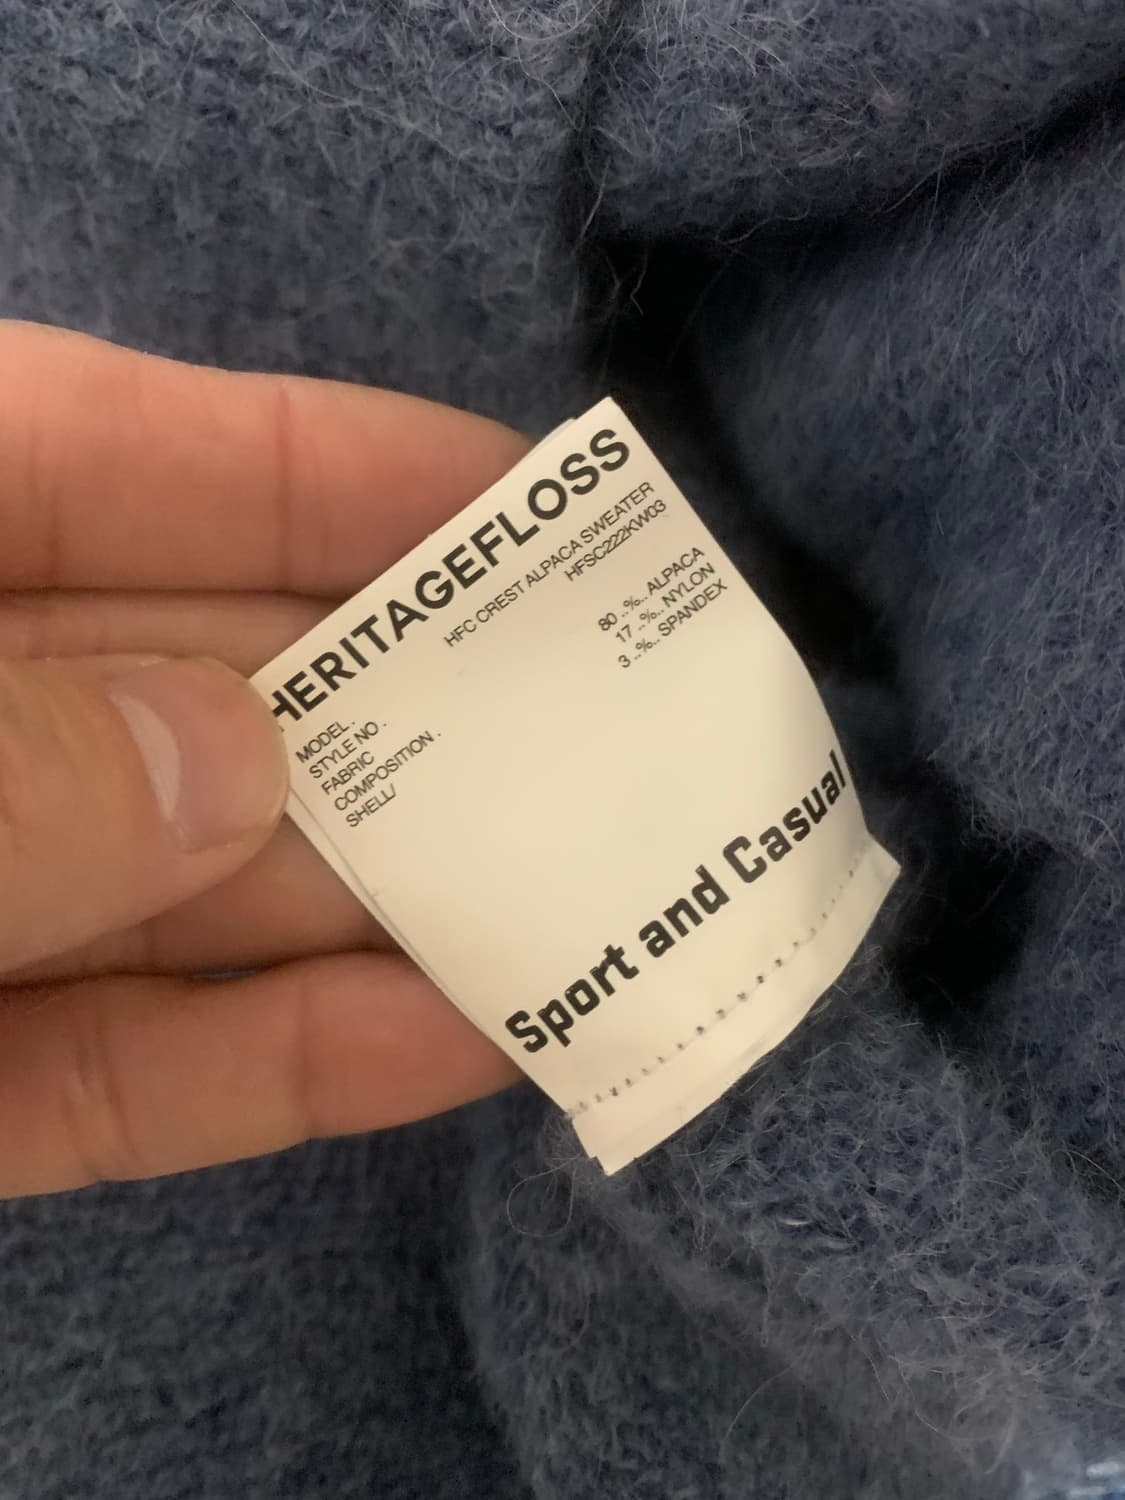 HERITAGEFLOSS
MODEL . HFC CREST ALPACA SWEATER
STYLE NO . HFSC222KW03
FABRIC
COMPOSITION .
SHELL/ 80 ..%.. ALPACA
17 ..%.. NYLON
3 ..%.. SPANDEX
Sport and Casual